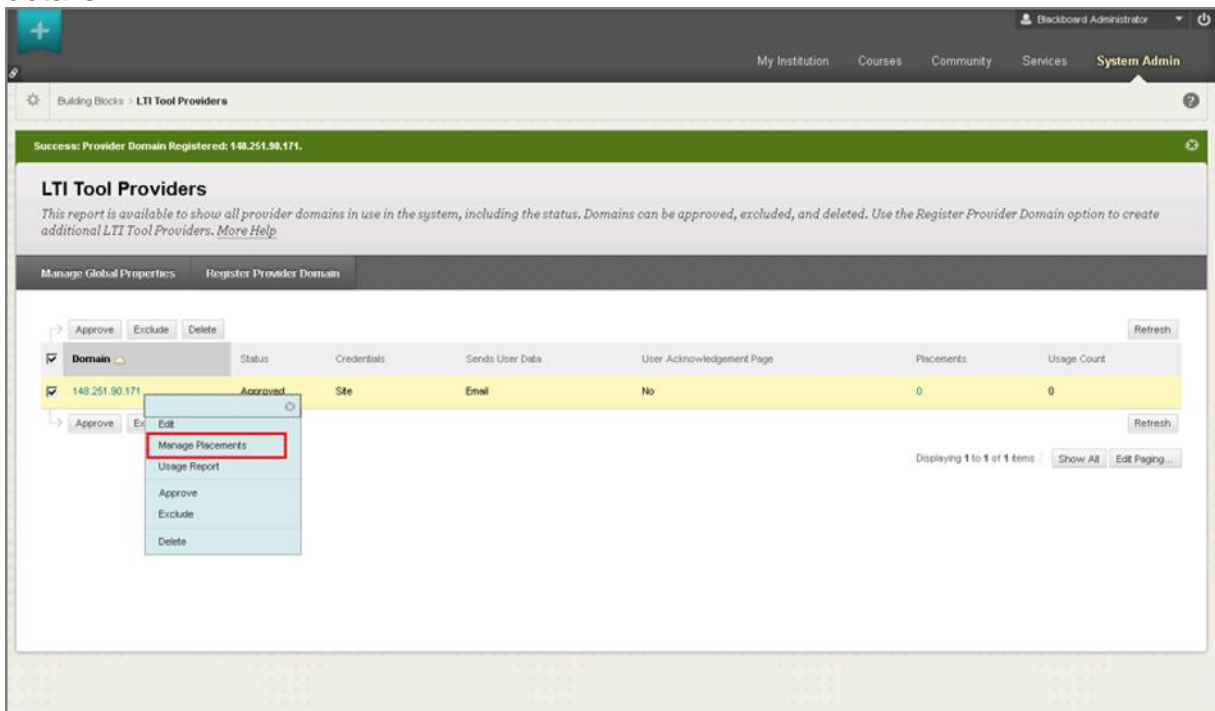 Blackboard Administrator
My Institution Courses Community Services System Admin
Building Blocks > LTI Tool Providers
Success: Provider Domain Registered: 148.251.90.171.
LTI Tool Providers
This report is available to show all provider domains in use in the system, including the status. Domains can be approved, excluded, and deleted. Use the Register Provider Domain option to create
additional LTI Tool Providers. More Help
Manage Global Properties Register Provider Domain
Approve Exclude Delete Refresh
Domain Status Credentials Sends User Data User Acknowledgement Page Placements Usage Count
148.251.90.171 Approved Site Email No 0 0
Approve Ex Refresh
Edit
Manage Placements
Usage Report
Approve
Exclude
Delete
Displaying 1 to 1 of 1 items Show All Edit Paging...